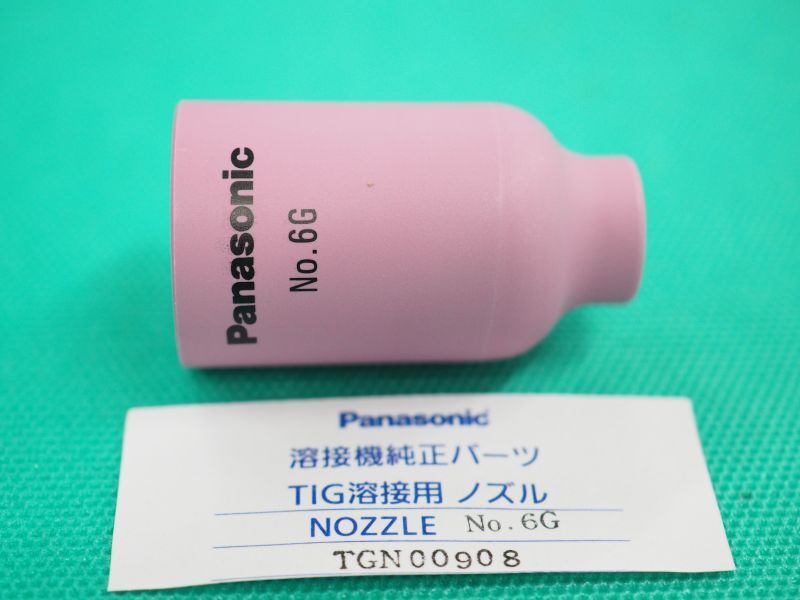 Panasonic
No.6G
Panasonic
溶接機純正パーツ
TIG溶接用 ノズル
NOZZLE No.6G
TGN00908